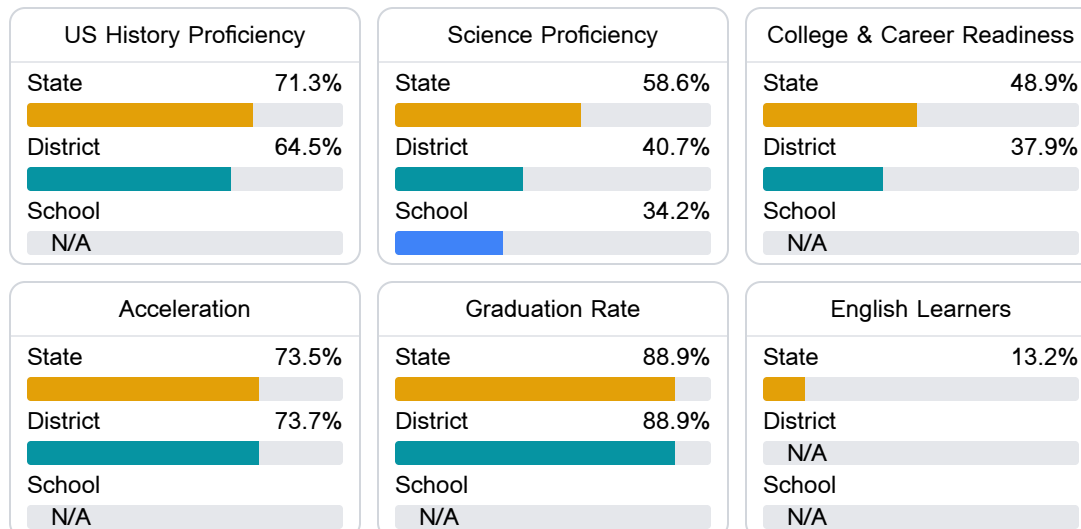 US History Proficiency
State 71.3%
District 64.5%
School
N/A
Science Proficiency
State 58.6%
District 40.7%
School 34.2%
College & Career Readiness
State 48.9%
District 37.9%
School
N/A
Acceleration
State 73.5%
District 73.7%
School
N/A
Graduation Rate
State 88.9%
District 88.9%
School
N/A
English Learners
State 13.2%
District
N/A
School
N/A